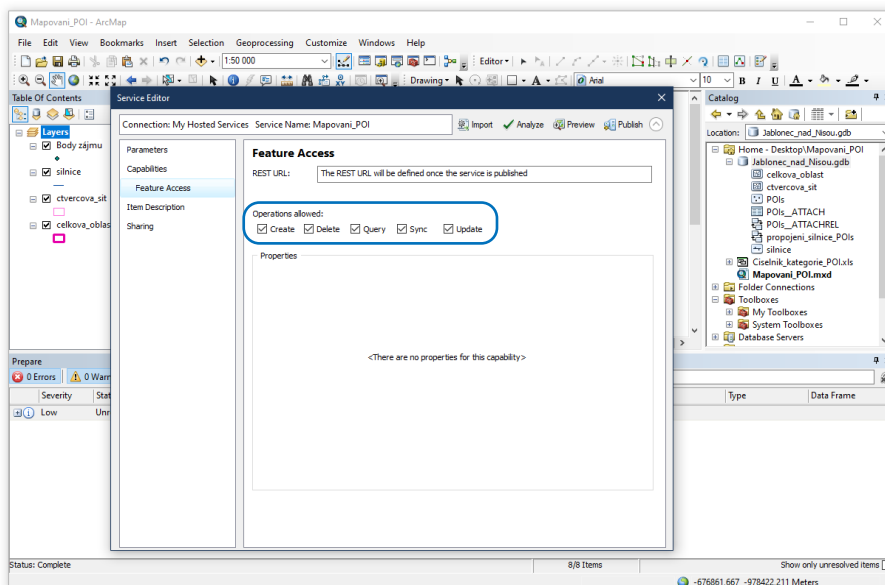 Mapovani_POI - ArcMap
File Edit View Bookmarks Insert Selection Geoprocessing Customize Windows Help
1:50 000
Editor
Drawing
A
Arial
10
B I U A
Table Of Contents
Layers
Body zájmu
silnice
ctvercova_sit
celkova_oblas
Service Editor
Connection: My Hosted Services Service Name: Mapovani_POI
Import Analyze Preview Publish
Parameters
Capabilities
Feature Access
Item Description
Sharing
Feature Access
REST URL: The REST URL will be defined once the service is published
Operations allowed:
Create Delete Query Sync Update
Properties
<There are no properties for this capability>
Catalog
Location: Jablonec_nad_Nisou.gdb
Home - Desktop\Mapovani_POI
Jablonec_nad_Nisou.gdb
celkova_oblast
ctvercova_sit
POIs
POIs__ATTACH
POIs__ATTACHREL
propojeni_silnice_POIs
silnice
Ciselnik_kategorie_POI.xls
Mapovani_POI.mxd
Folder Connections
Toolboxes
My Toolboxes
System Toolboxes
Database Servers
Prepare
0 Errors 0 Warr
Severity Stat Type Data Frame
Low Unr
Status: Complete 8/8 Items Show only unresolved items
-676861.667 -978422.211 Meters